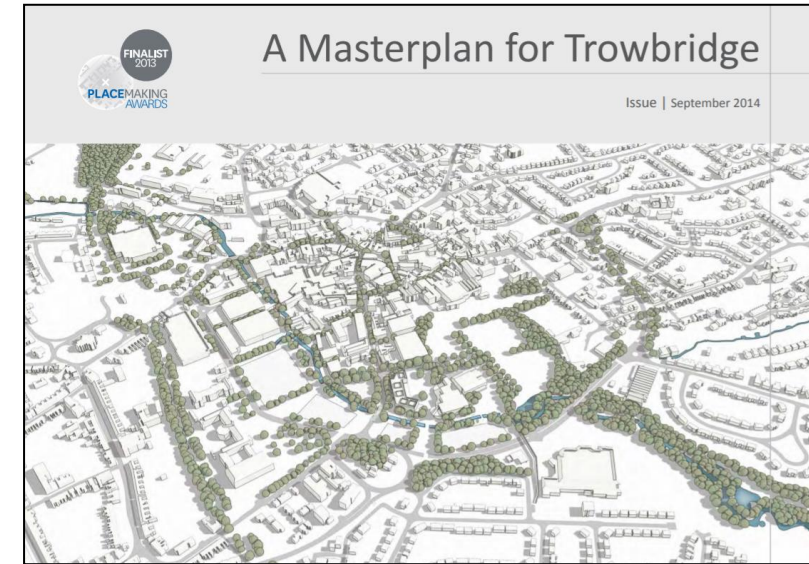 FINALIST
2013
PLACEMAKING
AWARDS
A Masterplan for Trowbridge
Issue | September 2014